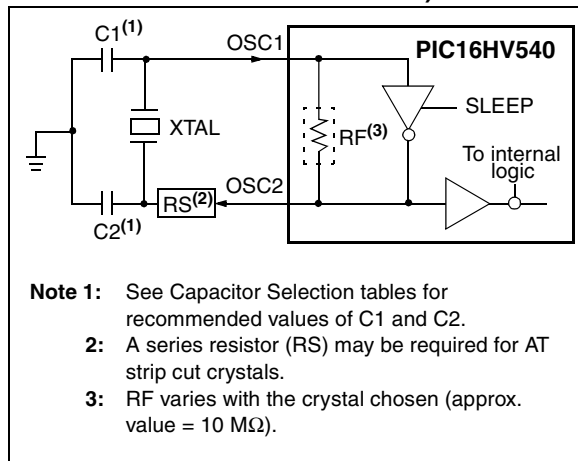 C1(1)
OSC1
PIC16HV540
SLEEP
XTAL
RF(3)
To internal
logic
OSC2
RS(2)
C2(1)
Note 1: See Capacitor Selection tables for
recommended values of C1 and C2.
2: A series resistor (RS) may be required for AT
strip cut crystals.
3: RF varies with the crystal chosen (approx.
value = 10 MΩ).